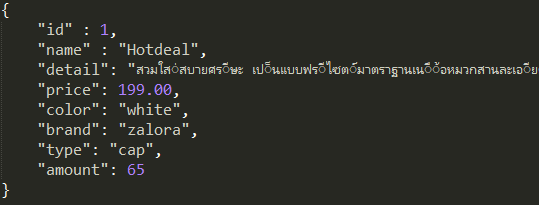 {
"id" : 1,
"name" : "Hotdeal",
"detail": "สวมใส่สบายศรีษะ เป็นแบบฟรีไซต์มาตราฐานเนื้อหมวกสานละเอีย
"price": 199.00,
"color": "white",
"brand": "zalora",
"type": "cap",
"amount": 65
}